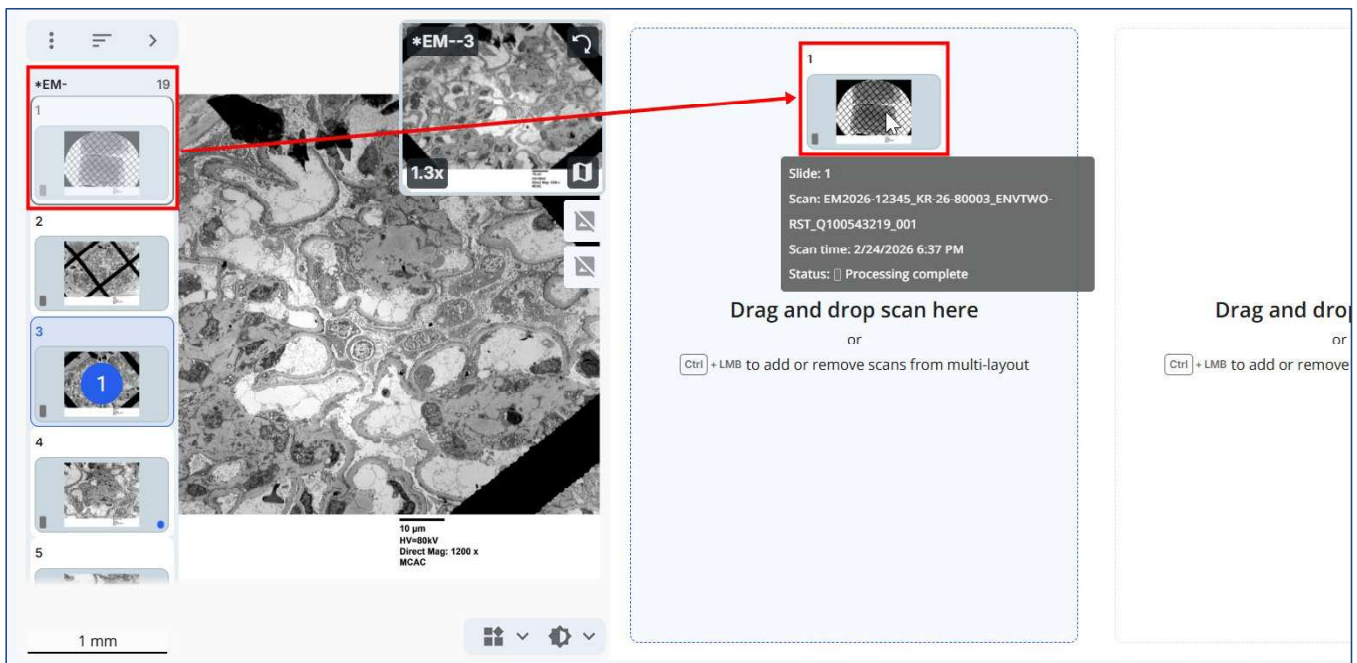 *EM- 19
1
2
3
1
4
5
1 mm
*EM--3
1.3x
10 µm
HV=80kV
Direct Mag: 1200 x
MCAC
1
Slide: 1
Scan: EM2026-12345_KR-26-80003_ENVTWO-
RST_Q100543219_001
Scan time: 2/24/2026 6:37 PM
Status: Processing complete
Drag and drop scan here
or
Ctrl + LMB to add or remove scans from multi-layout
Drag and drop
or
Ctrl + LMB to add or remove